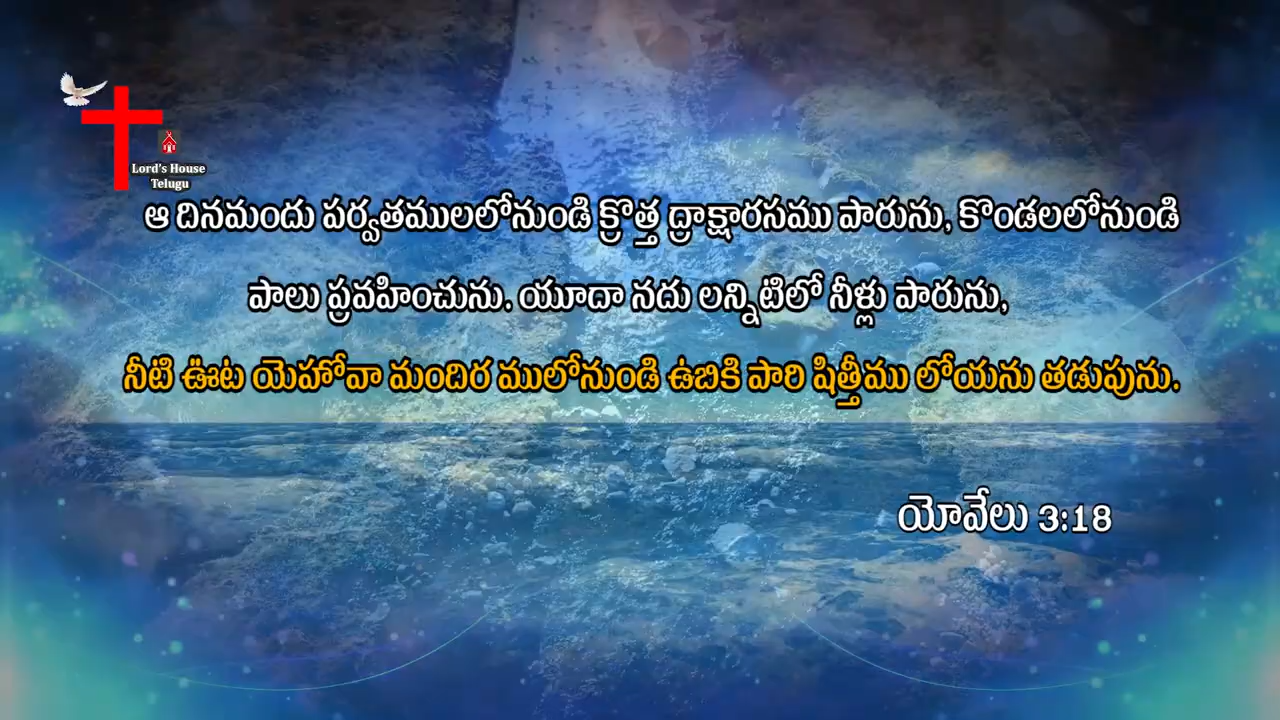 Lord's House
Telugu
ఆ దినమందు పర్వతములలోనుండి క్రొత్త ద్రాక్షారసము పారును, కొండలలోనుండి
పాలు ప్రవహించును. యూదా నదు లన్నిటిలో నీళ్లు పారును,
నీటి ఊట యెహోవా మందిర ములోనుండి ఉబికి పారి షిత్తీము లోయను తడుపును.
యోవేలు 3:18